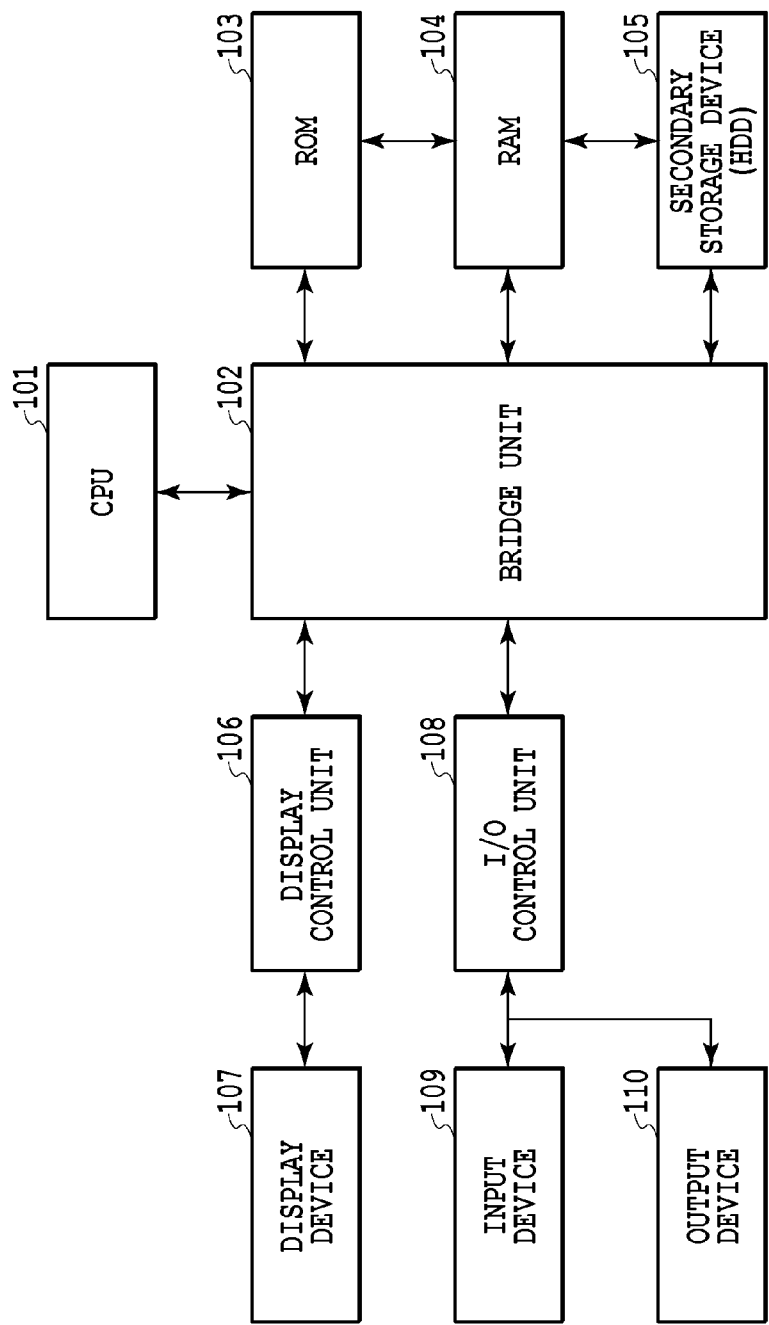 101
CPU
107
DISPLAY
DEVICE
106
DISPLAY
CONTROL UNIT
102
BRIDGE UNIT
103
ROM
109
INPUT
DEVICE
108
I/O
CONTROL UNIT
104
RAM
110
OUTPUT
DEVICE
105
SECONDARY
STORAGE DEVICE
(HDD)